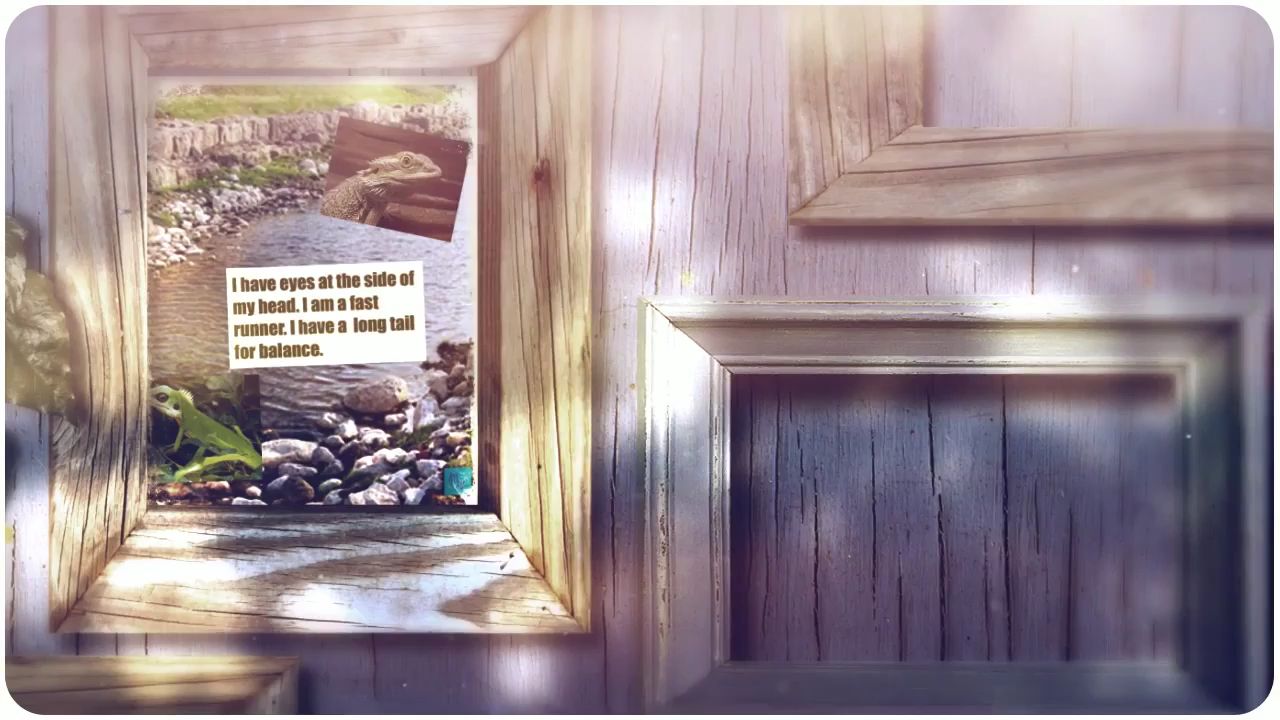 I have eyes at the side of
my head. I am a fast
runner. I have a long tail
for balance.